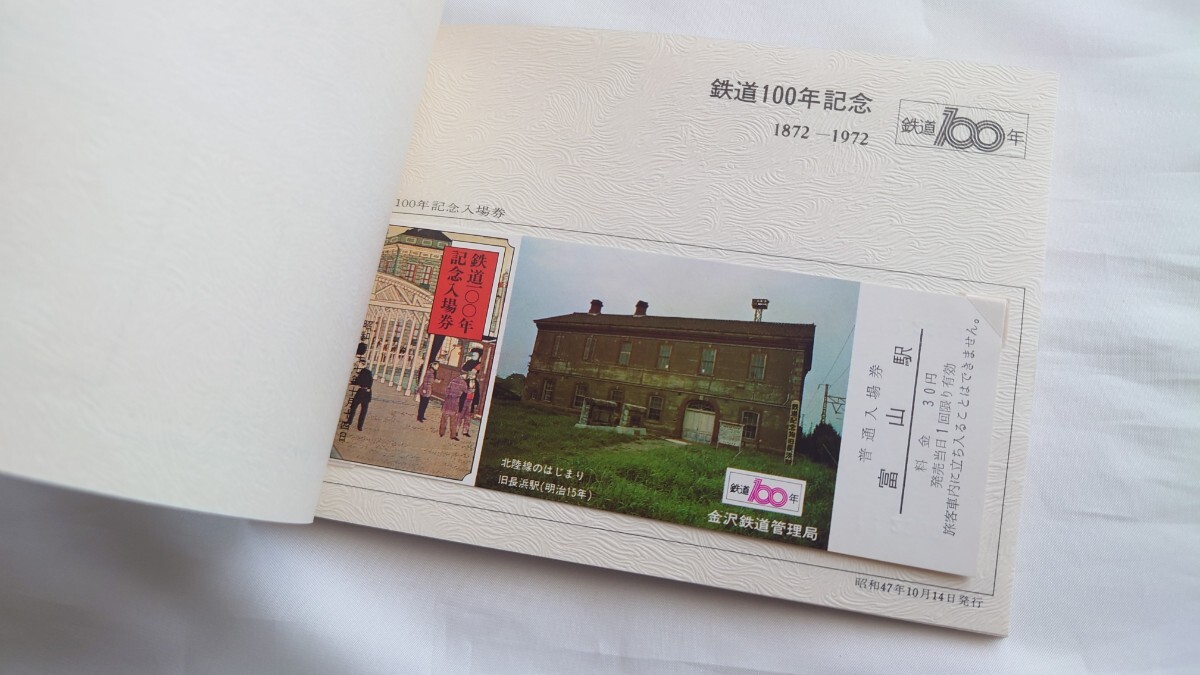 鉄道100年記念
1872－1972
鉄道100年
100年記念入場券
鉄道一〇〇年
記念入場券
北陸線のはじまり
旧長浜駅(明治15年)
鉄道100年
金沢鉄道管理局
普通入場券
富山駅
料金 30円
発売当日1回限り有効
旅客車内に立ち入ることはできません。
昭和47年10月14日発行